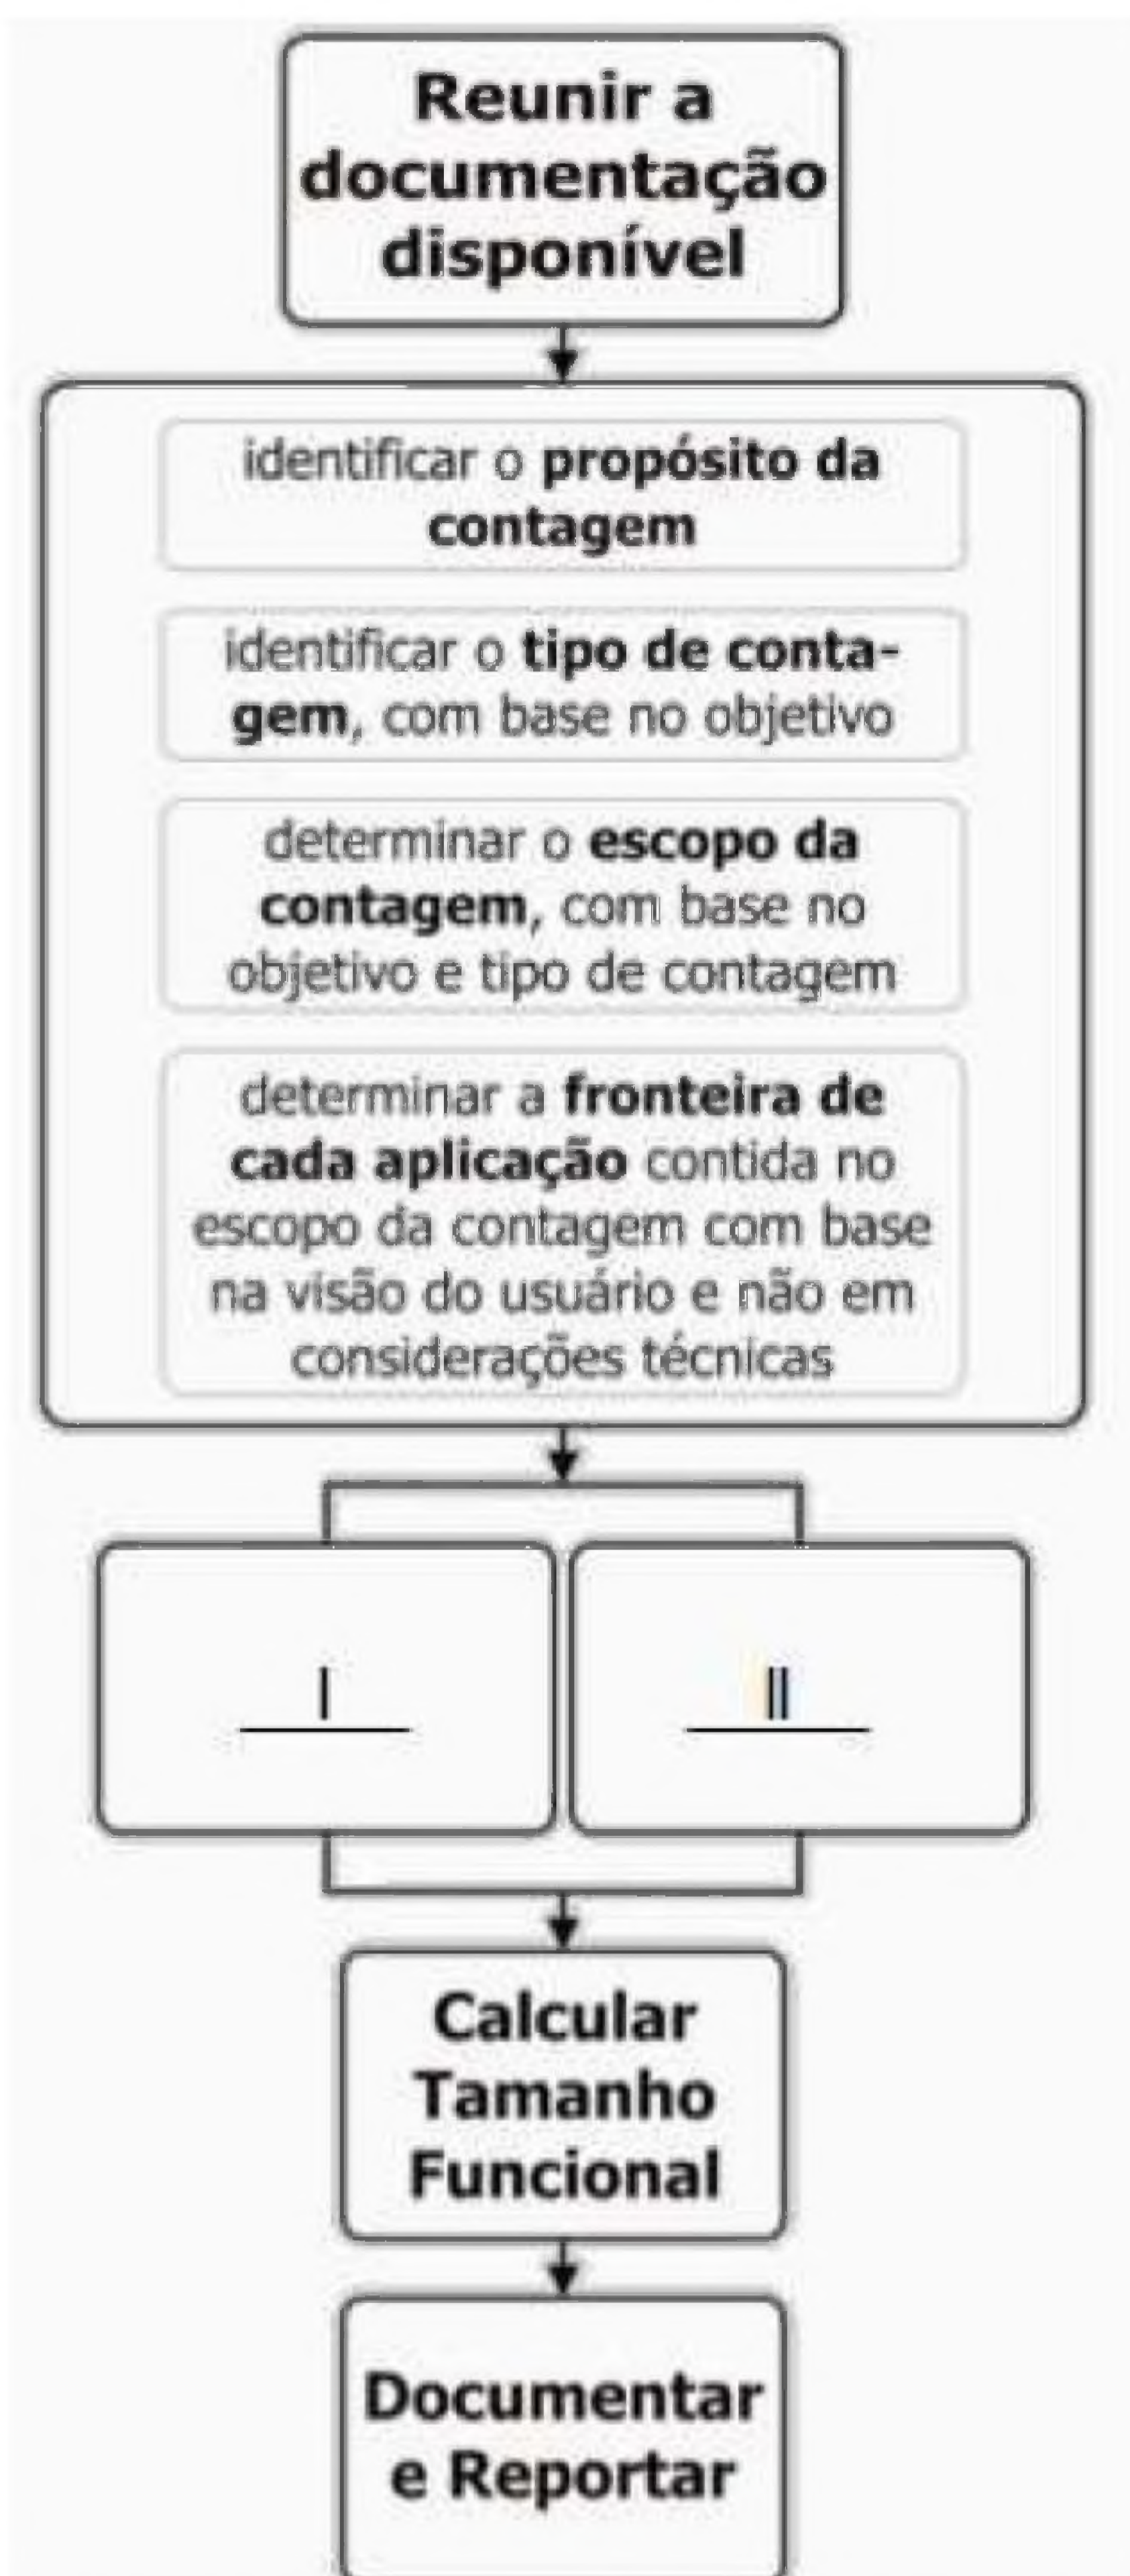 Reunir a
documentação
disponível
identificar o propósito da
contagem
identificar o tipo de conta-
gem, com base no objetivo
determinar o escopo da
contagem, com base no
objetivo e tipo de contagem
determinar a fronteira de
cada aplicação contida no
escopo da contagem com base
na visão do usuário e não em
considerações técnicas
I
II
Calcular
Tamanho
Funcional
Documentar
e Reportar